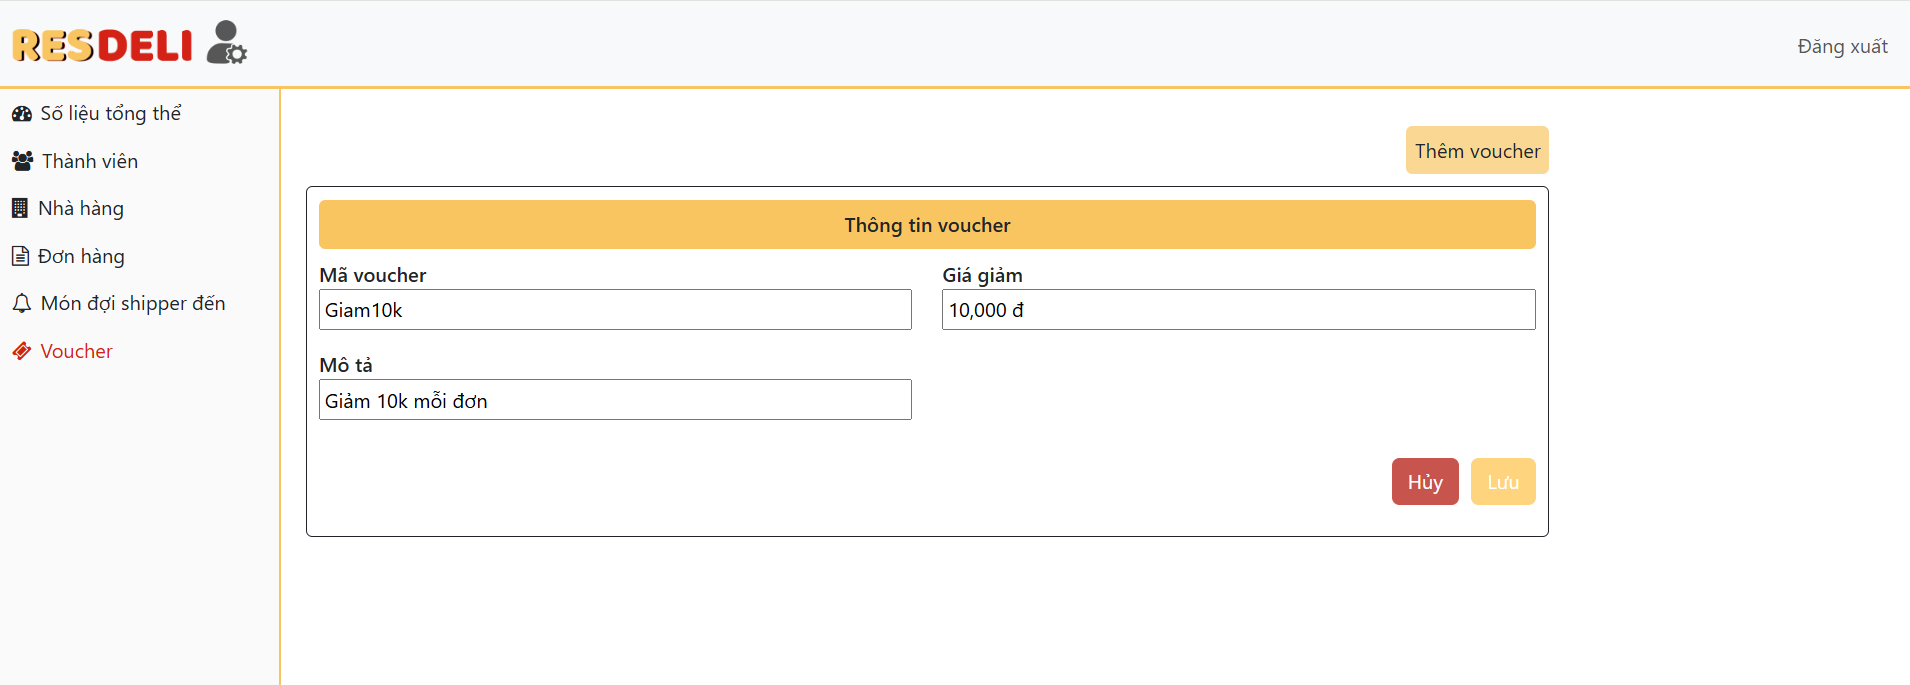 RESDELI
Đăng xuất
Số liệu tổng thể
Thành viên
Nhà hàng
Đơn hàng
Món đợi shipper đến
Voucher
Thêm voucher
Thông tin voucher
Mã voucher
Giam10k
Giá giảm
10,000 đ
Mô tả
Giảm 10k mỗi đơn
Hủy
Lưu